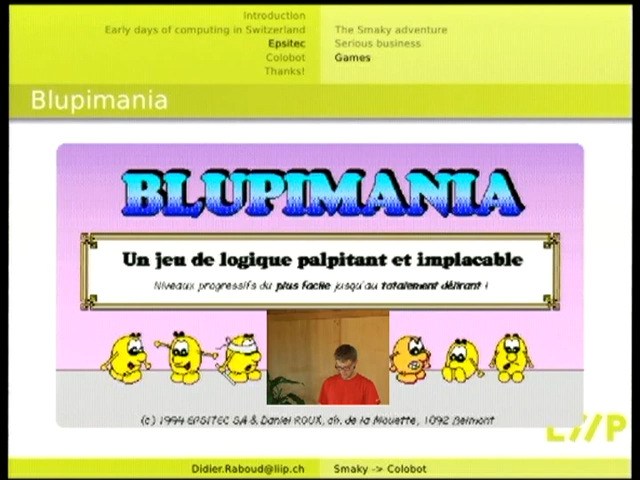 Introduction
Early days of computing in Switzerland
Epsitec
Colobot
Thanks!
The Smaky adventure
Serious business
Games
Blupimania
BLUPIMANIA
Un jeu de logique palpitant et implacable
Niveaux progressifs du plus facile jusqu'au totalement délirant !
(c) 1994 EPSITEC SA & Daniel ROUX, ch. de la Mouette, 1092 Belmont
LIIP
Didier.Raboud@liip.ch
Smaky -> Colobot